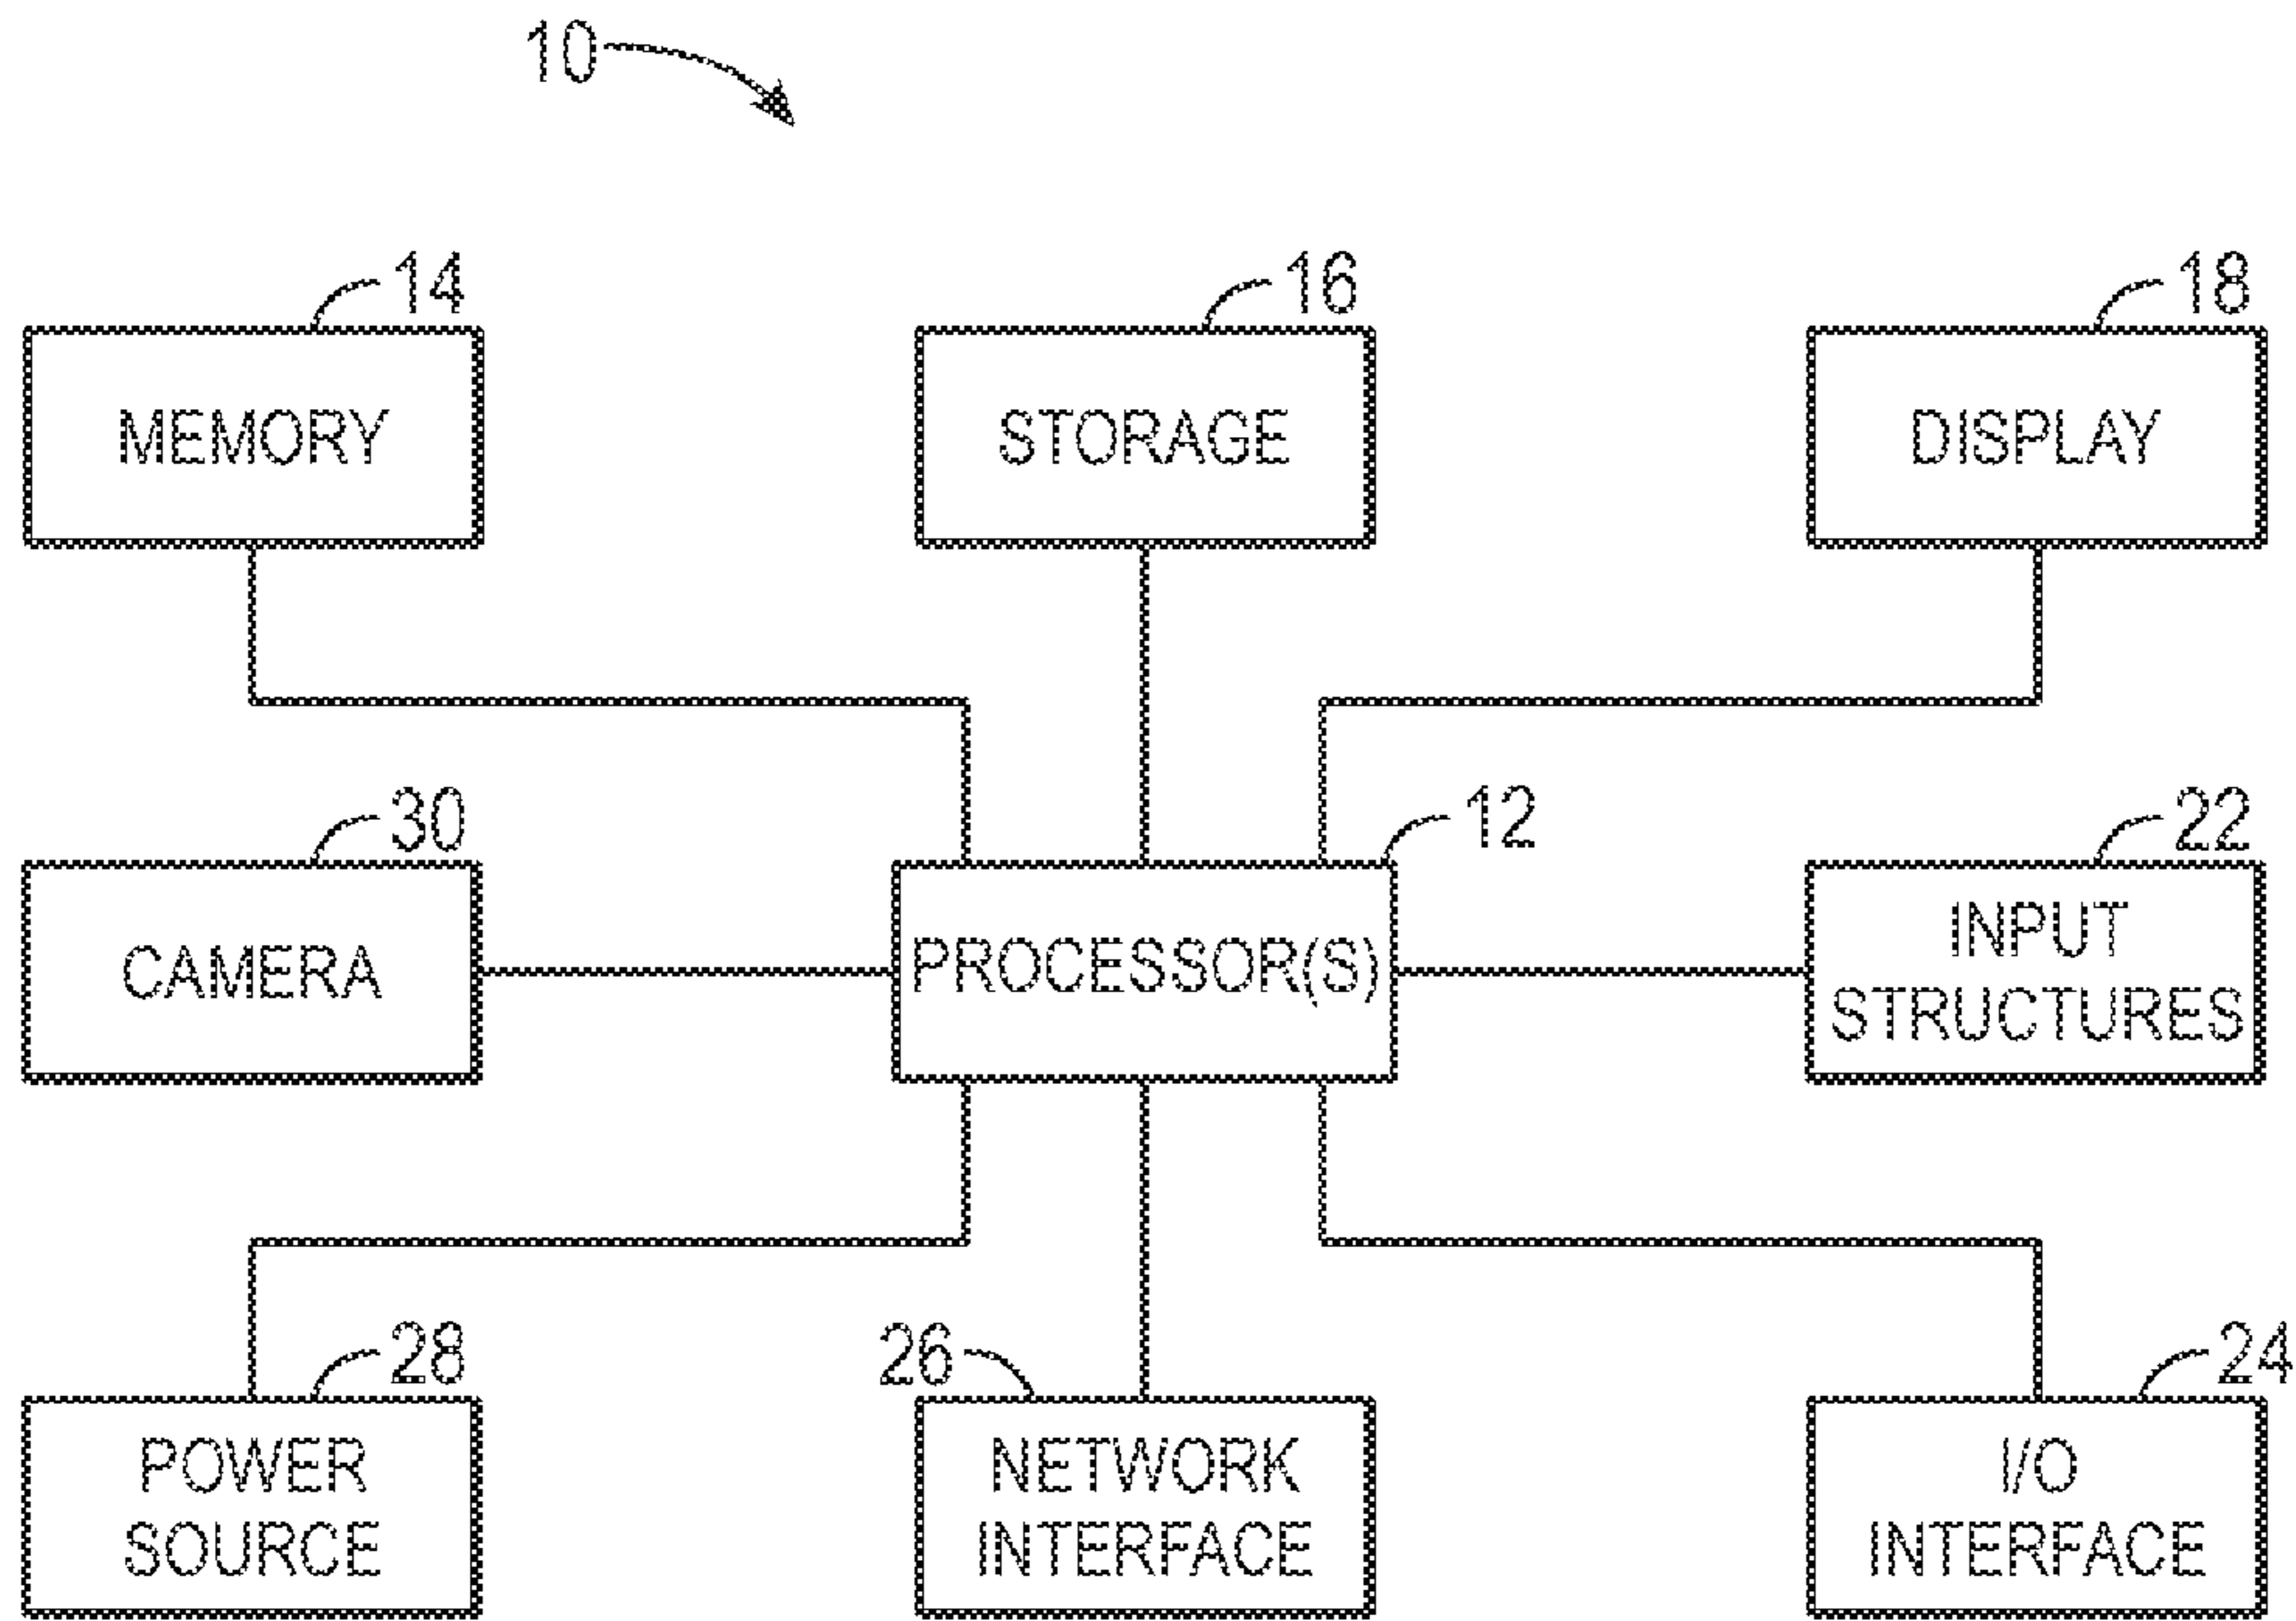 10
14
16
18
MEMORY
STORAGE
DISPLAY
30
12
22
CAMERA
PROCESSOR(S)
INPUT
STRUCTURES
28
26
24
POWER
SOURCE
NETWORK
INTERFACE
I/O
INTERFACE